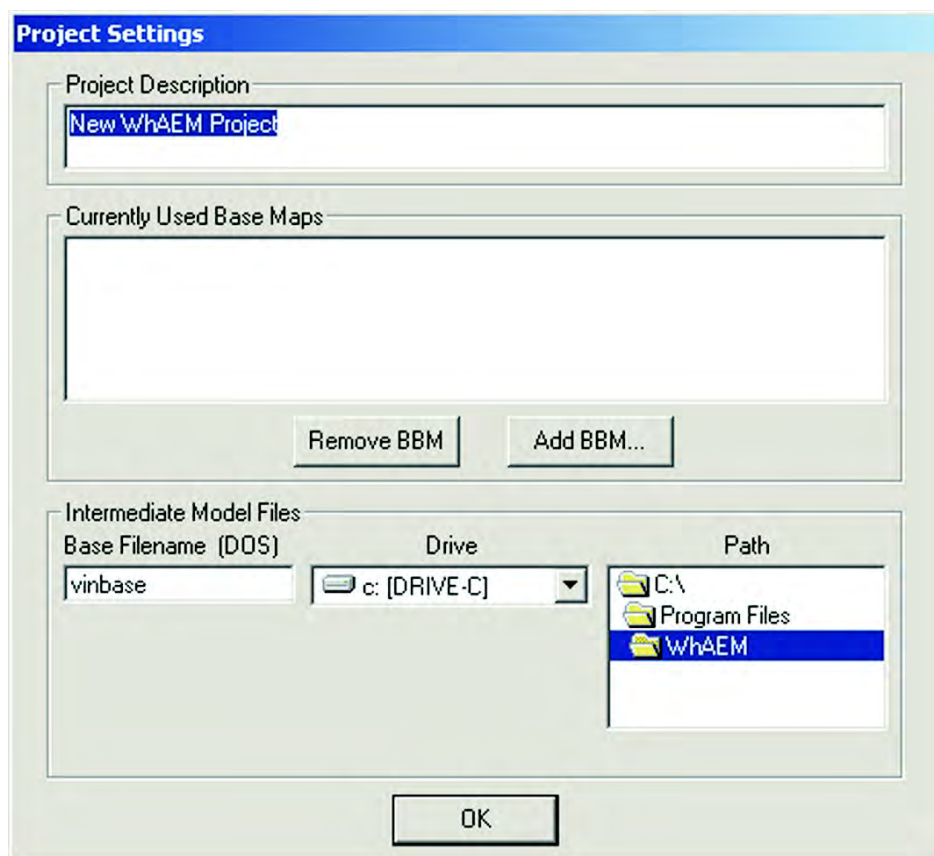 Project Settings
Project Description
New WhAEM Project
Currently Used Base Maps
Remove BBM Add BBM...
Intermediate Model Files
Base Filename (DOS) Drive Path
vinbase c: [DRIVE-C] C:\
Program Files
WhAEM
OK